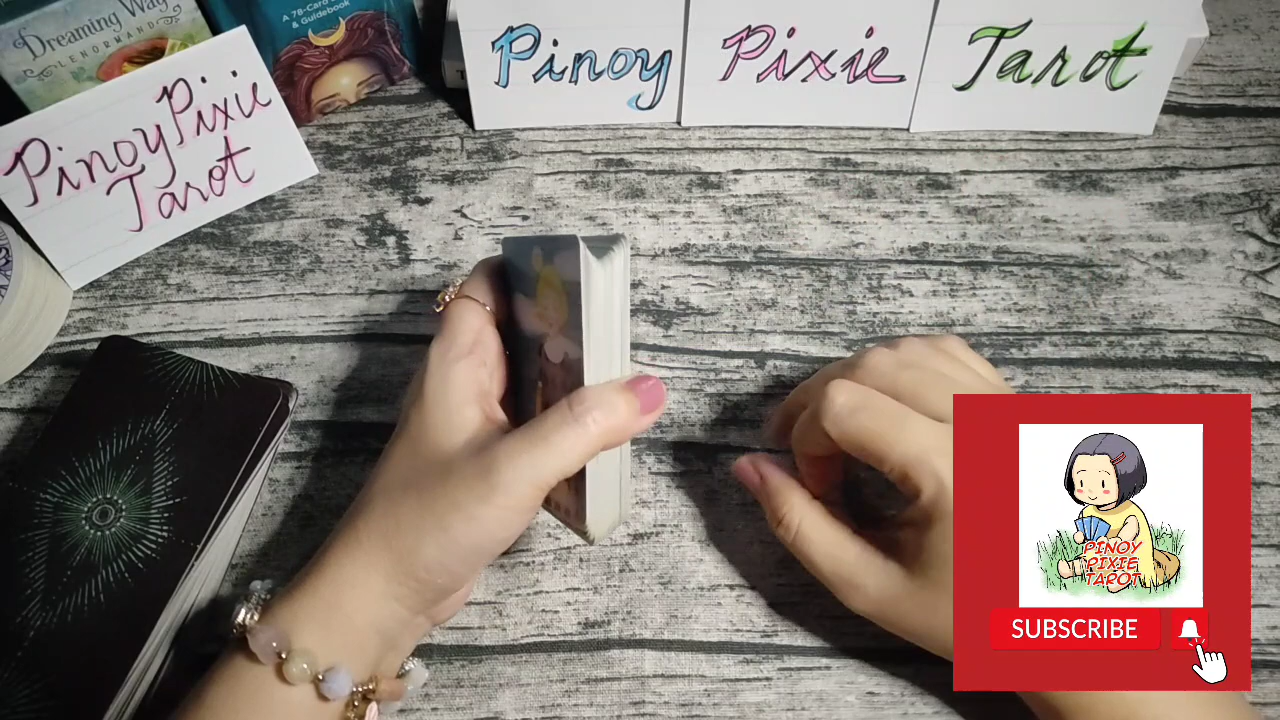 Dreaming Way
LENORMAND
A 78-Card
& Guidebook
Pinoy Pixie Tarot
Pinoy Pixie
Tarot
PINOY
PIXIE
TAROT
SUBSCRIBE